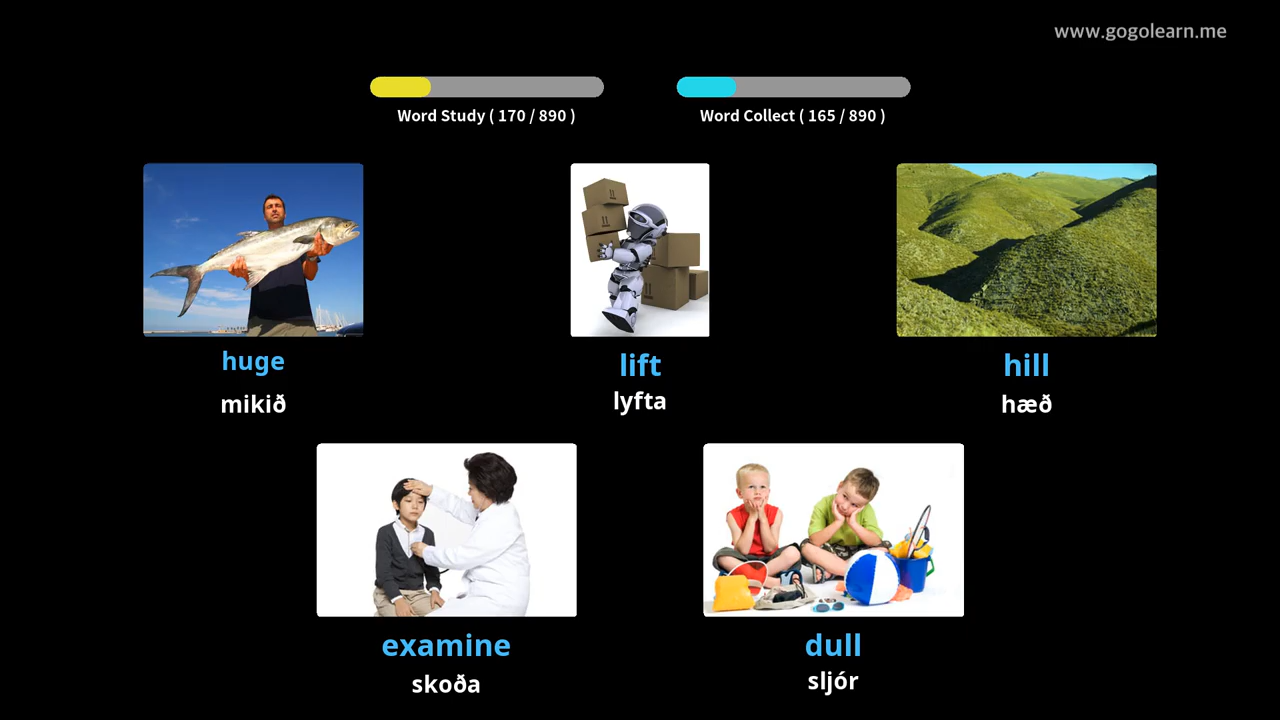 www.gogolearn.me
Word Study ( 170 / 890 )
Word Collect ( 165 / 890 )
huge
mikið
lift
lyfta
hill
hæð
examine
skoða
dull
sljór